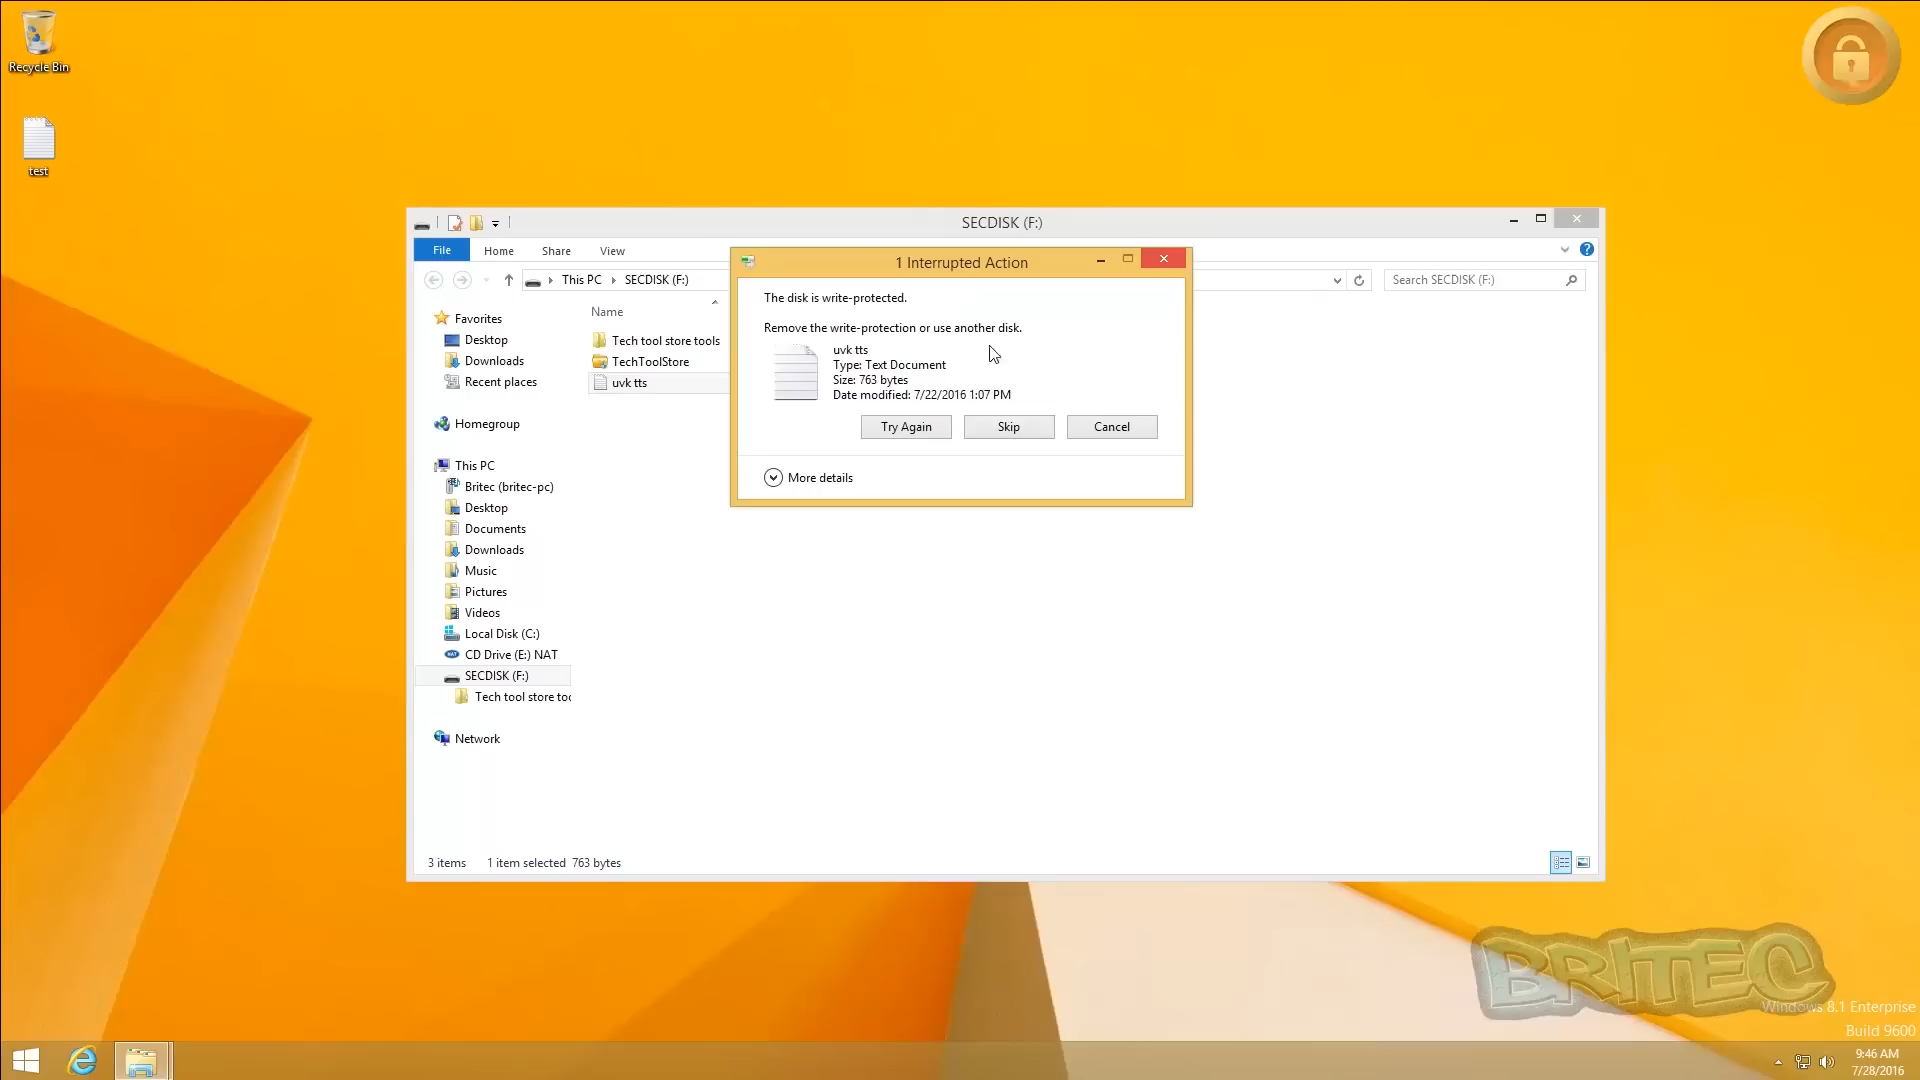 Recycle Bin
test
SECDISK (F:)
File
Home
Share
View
This PC
SECDISK (F:)
Search SECDISK (F:)
Favorites
Desktop
Downloads
Recent places
Homegroup
This PC
Britec (britec-pc)
Desktop
Documents
Downloads
Music
Pictures
Videos
Local Disk (C:)
CD Drive (E:) NAT
SECDISK (F:)
Tech tool store too
Network
Name
Tech tool store tools
TechToolStore
uvk tts
1 Interrupted Action
The disk is write-protected.
Remove the write-protection or use another disk.
uvk tts
Type: Text Document
Size: 763 bytes
Date modified: 7/22/2016 1:07 PM
Try Again
Skip
Cancel
More details
3 items
1 item selected 763 bytes
BRITEC
Windows 8.1 Enterprise
Build 9600
9:46 AM
7/28/2016